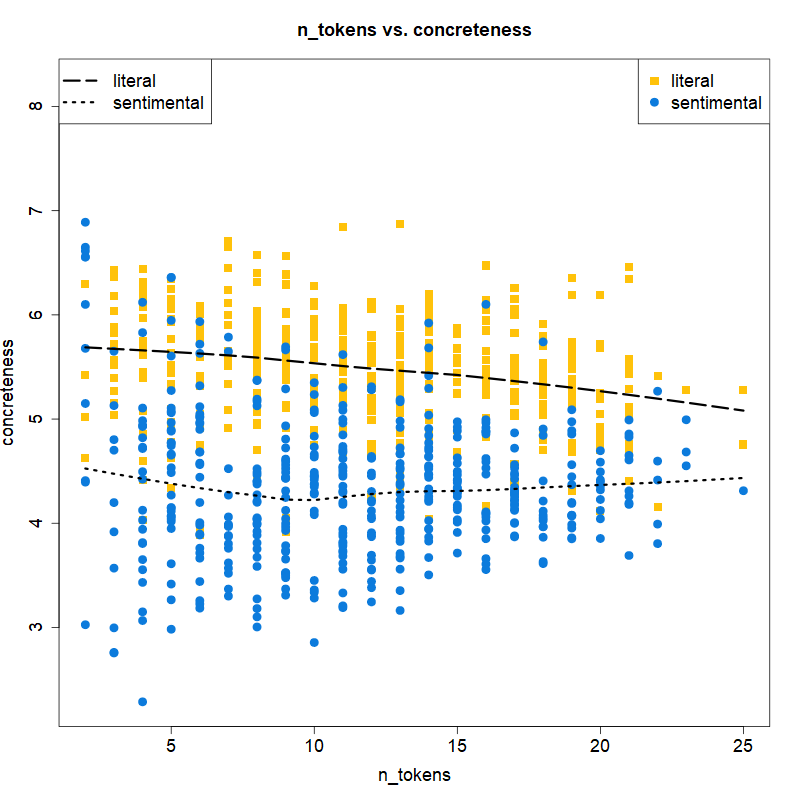 n_tokens vs. concreteness
literal
sentimental
literal
sentimental
concreteness
8
7
6
5
4
3
5 10 15 20 25
n_tokens